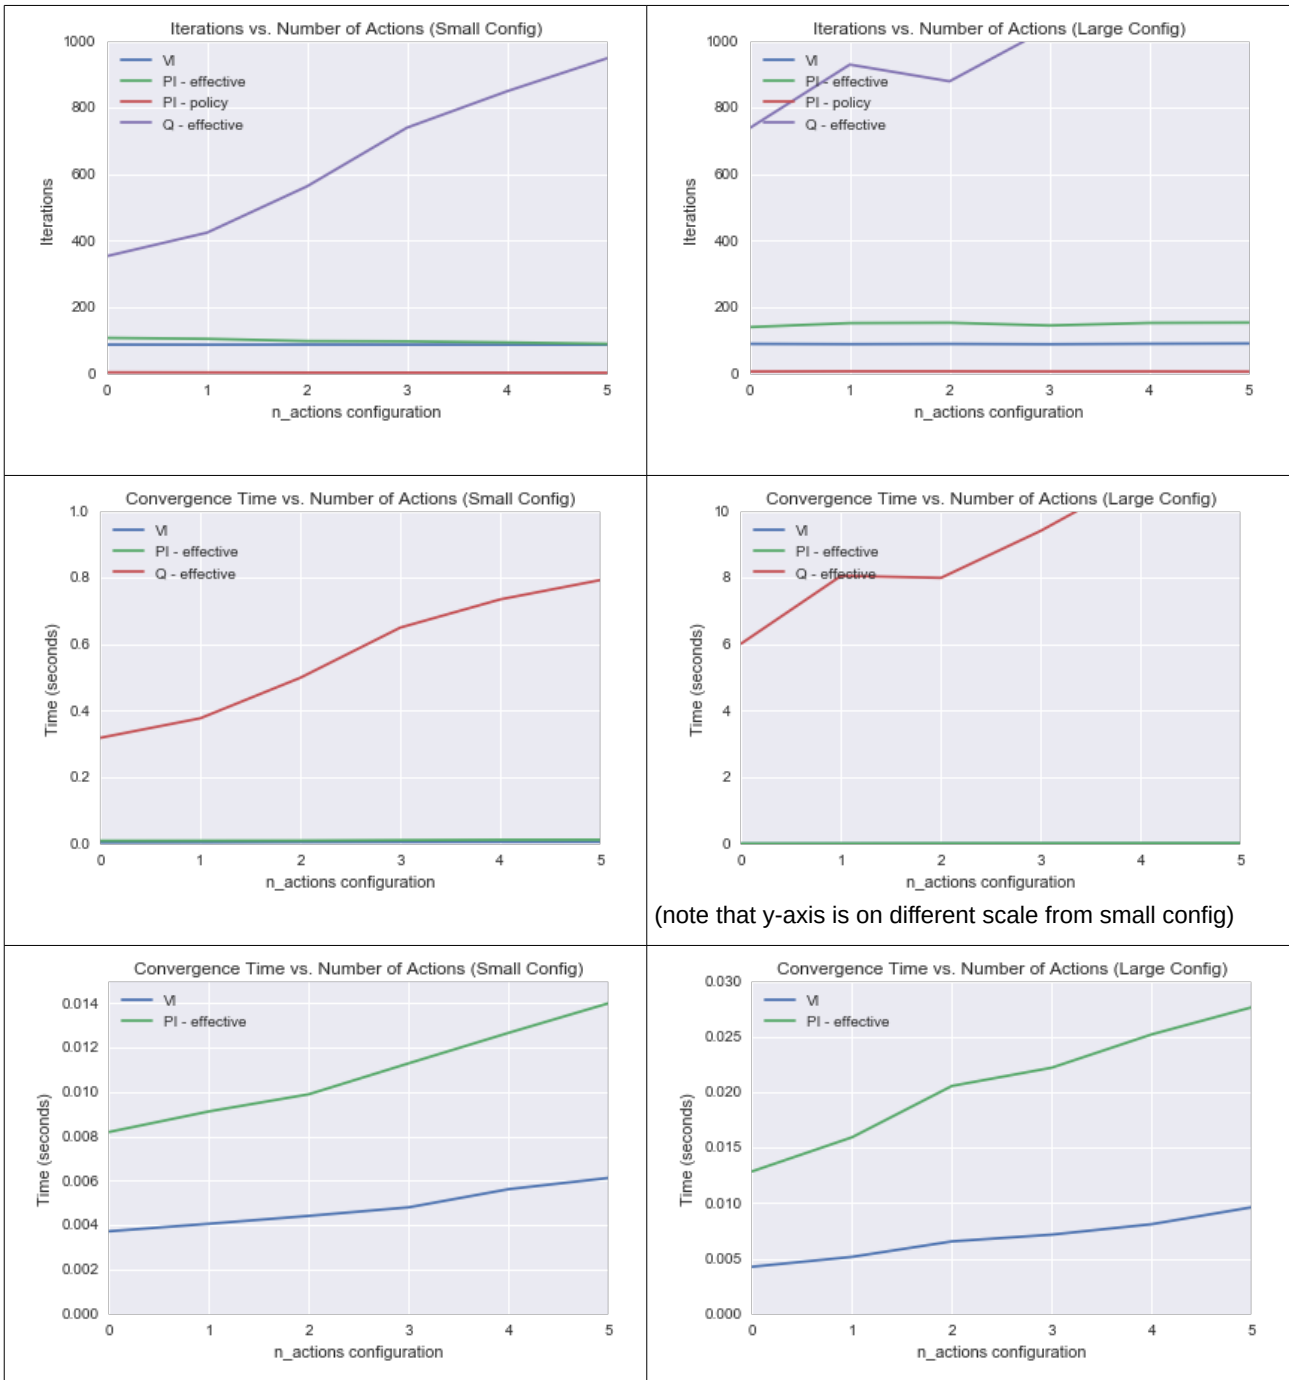 Iterations vs. Number of Actions (Small Config)
1000
800
600
400
200
0
Iterations
VI
PI - effective
PI - policy
Q - effective
0 1 2 3 4 5
n_actions configuration
Iterations vs. Number of Actions (Large Config)
1000
800
600
400
200
0
Iterations
VI
PI - effective
PI - policy
Q - effective
0 1 2 3 4 5
n_actions configuration
Convergence Time vs. Number of Actions (Small Config)
1.0
0.8
0.6
0.4
0.2
0.0
Time (seconds)
VI
PI - effective
Q - effective
0 1 2 3 4 5
n_actions configuration
Convergence Time vs. Number of Actions (Large Config)
10
8
6
4
2
0
Time (seconds)
VI
PI - effective
Q - effective
0 1 2 3 4 5
n_actions configuration
(note that y-axis is on different scale from small config)
Convergence Time vs. Number of Actions (Small Config)
0.014
0.012
0.010
0.008
0.006
0.004
0.002
0.000
Time (seconds)
VI
PI - effective
0 1 2 3 4 5
n_actions configuration
Convergence Time vs. Number of Actions (Large Config)
0.030
0.025
0.020
0.015
0.010
0.005
0.000
Time (seconds)
VI
PI - effective
0 1 2 3 4 5
n_actions configuration